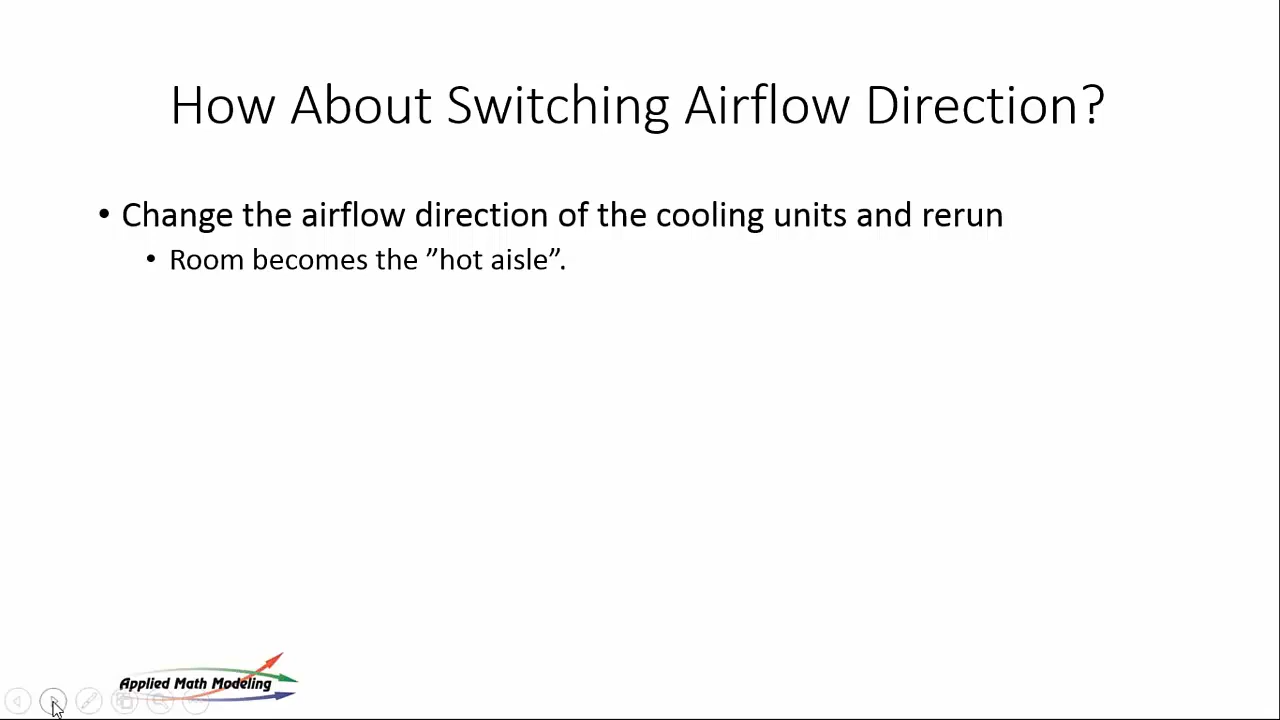 How About Switching Airflow Direction?
• Change the airflow direction of the cooling units and rerun
• Room becomes the ”hot aisle”.
Applied Math Modeling